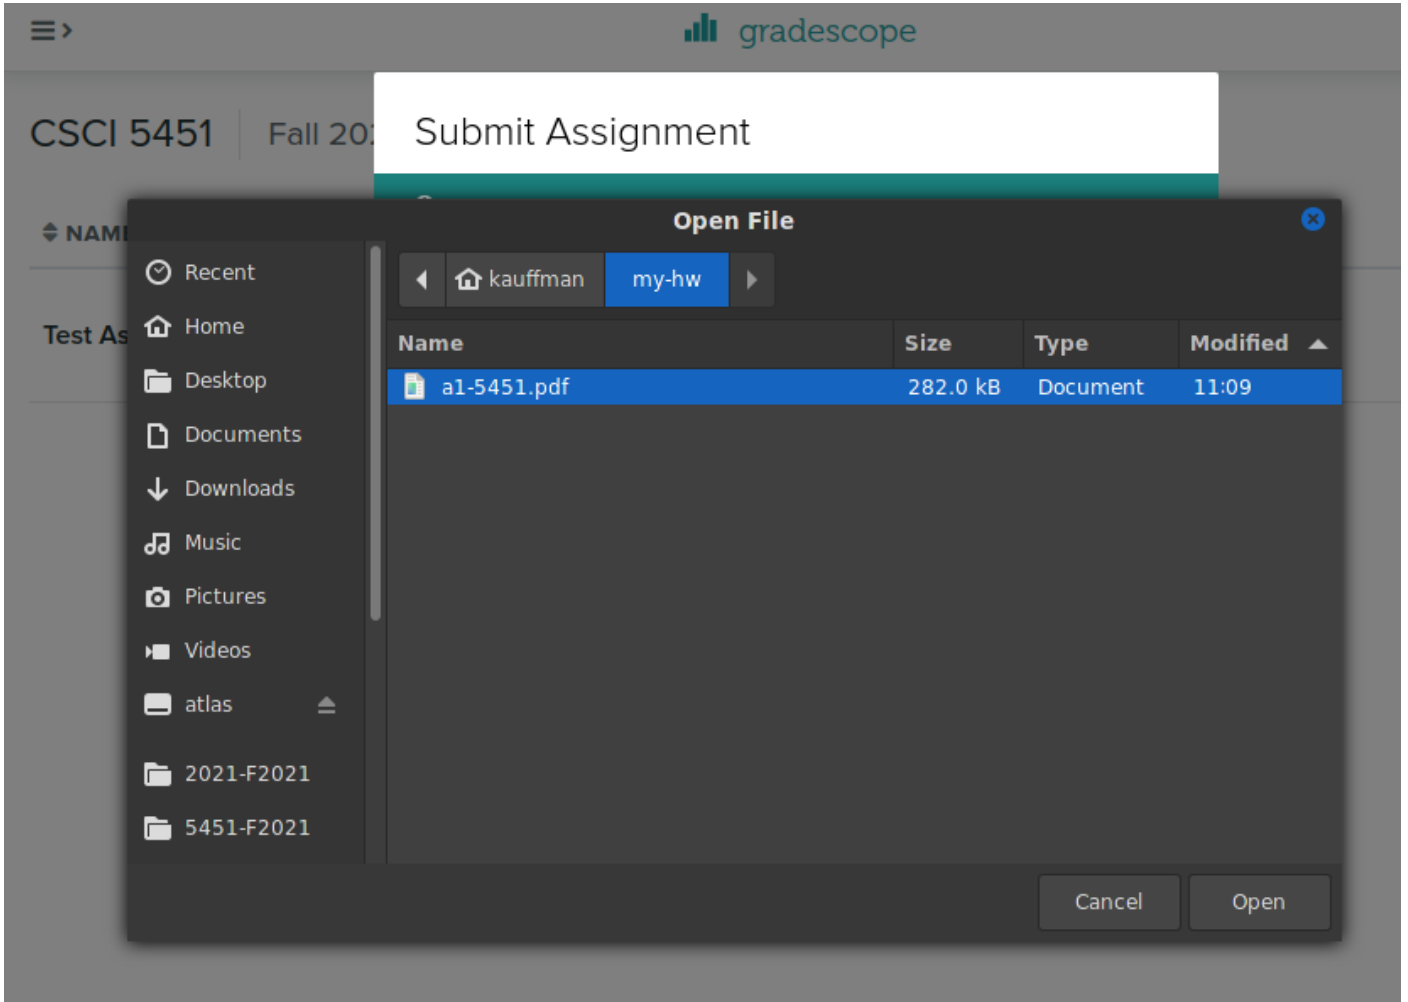 gradescope
CSCI 5451 Fall 20
Submit Assignment
NAM
Open File
Recent
Home
Desktop
Documents
Downloads
Music
Pictures
Videos
atlas
2021-F2021
5451-F2021
kauffman my-hw
Name Size Type Modified
a1-5451.pdf 282.0 kB Document 11:09
Test As
Cancel Open